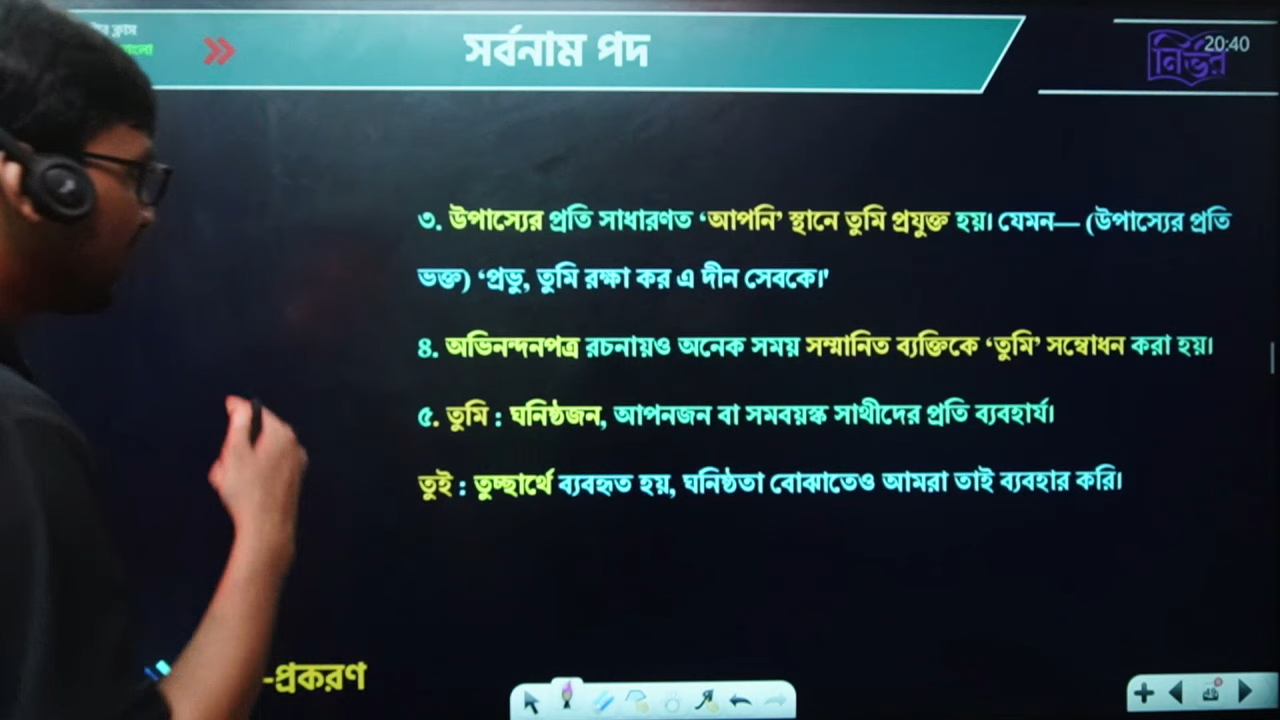 ক্লাস
সর্বনাম পদ
20:40
নির্ভর
৩. উপাস্যের প্রতি সাধারণত ‘আপনি’ স্থানে তুমি প্রযুক্ত হয়। যেমন— (উপাস্যের প্রতি
ভক্ত) ‘প্রভু, তুমি রক্ষা কর এ দীন সেবকে।'
৪. অভিনন্দনপত্র রচনায়ও অনেক সময় সম্মানিত ব্যক্তিকে ‘তুমি’ সম্বোধন করা হয়।
৫. তুমি : ঘনিষ্ঠজন, আপনজন বা সমবয়স্ক সাথীদের প্রতি ব্যবহার্য।
তুই : তুচ্ছার্থে ব্যবহৃত হয়, ঘনিষ্ঠতা বোঝাতেও আমরা তাই ব্যবহার করি।
-প্রকরণ